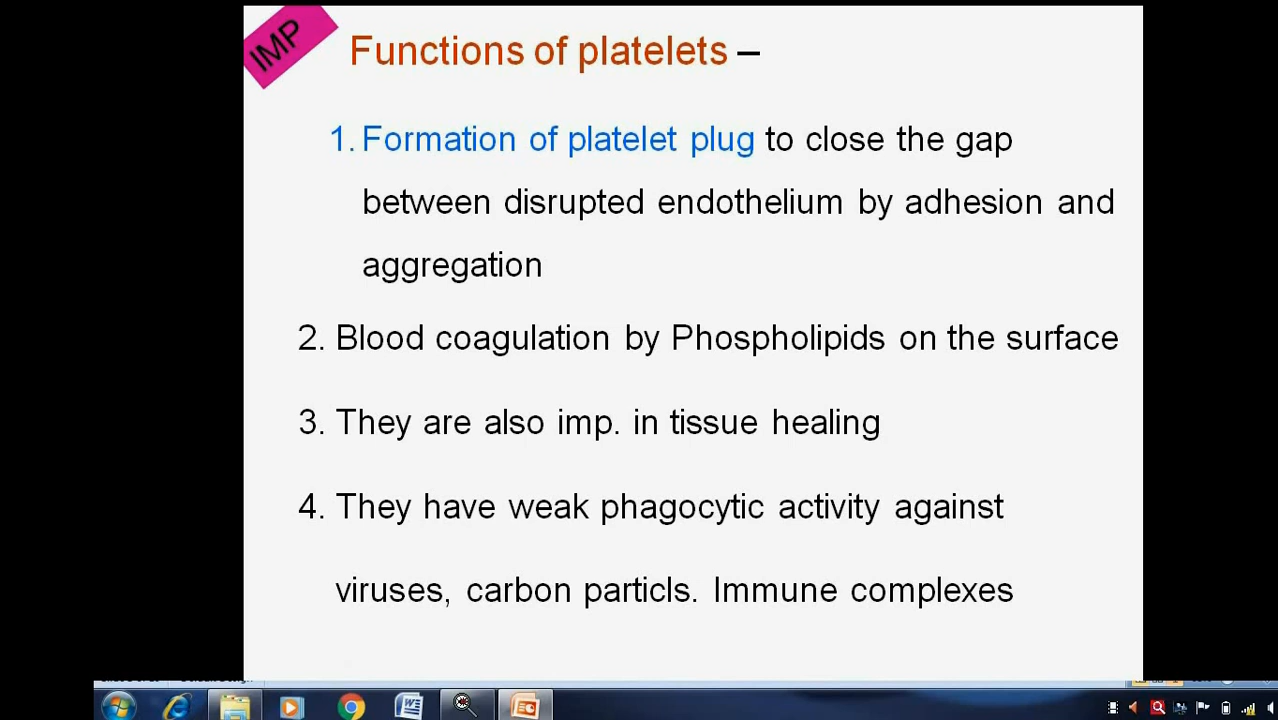 IMP
Functions of platelets –
1. Formation of platelet plug to close the gap
between disrupted endothelium by adhesion and
aggregation
2. Blood coagulation by Phospholipids on the surface
3. They are also imp. in tissue healing
4. They have weak phagocytic activity against
viruses, carbon particls. Immune complexes